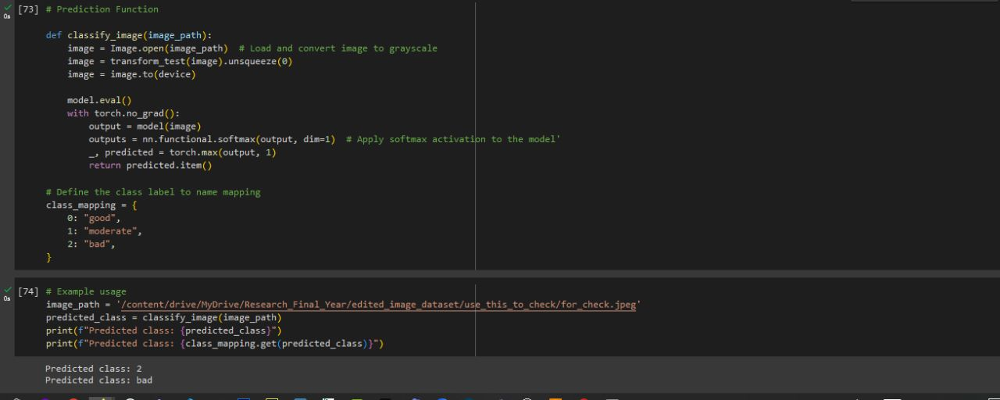 [73] # Prediction Function
0s
def classify_image(image_path):
    image = Image.open(image_path)  # Load and convert image to grayscale
    image = transform_test(image).unsqueeze(0)
    image = image.to(device)

    model.eval()
    with torch.no_grad():
        output = model(image)
        outputs = nn.functional.softmax(output, dim=1)  # Apply softmax activation to the model'
        _, predicted = torch.max(output, 1)
        return predicted.item()

# Define the class label to name mapping
class_mapping = {
    0: "good",
    1: "moderate",
    2: "bad",
}
[74] # Example usage
0s
image_path = '/content/drive/MyDrive/Research_Final_Year/edited_image_dataset/use_this_to_check/for_check.jpeg'
predicted_class = classify_image(image_path)
print(f"Predicted class: {predicted_class}")
print(f"Predicted class: {class_mapping.get(predicted_class)}")
Predicted class: 2
Predicted class: bad